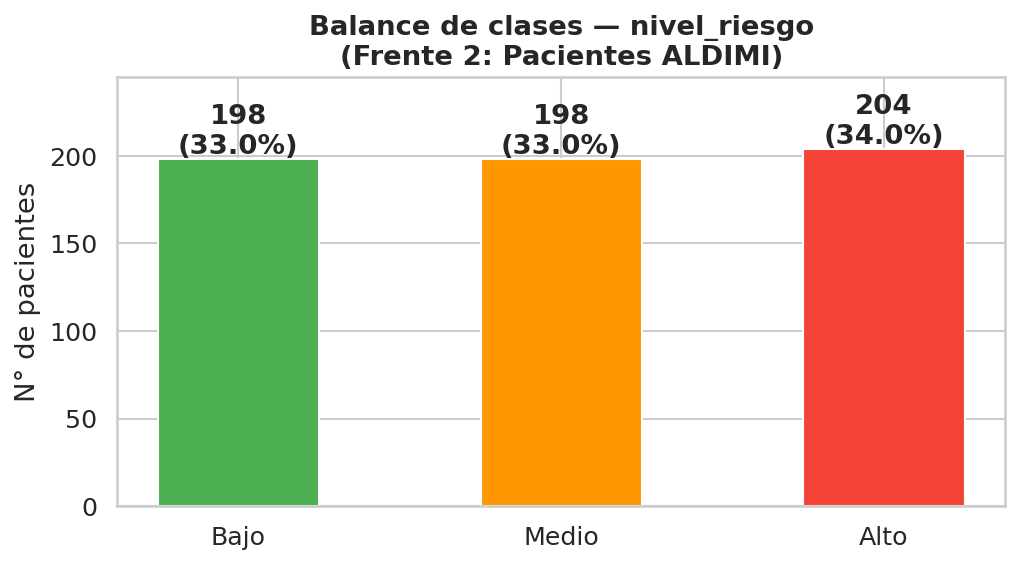 Balance de clases — nivel_riesgo
(Frente 2: Pacientes ALDIMI)
198
(33.0%)
198
(33.0%)
204
(34.0%)
N° de pacientes
200
150
100
50
0
Bajo
Medio
Alto